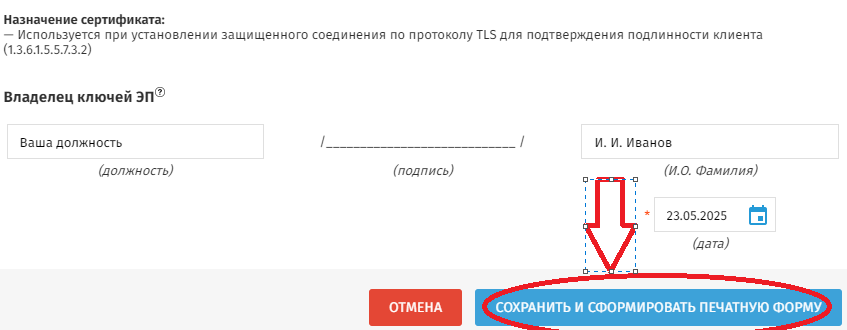 Назначение сертификата:
— Используется при установлении защищенного соединения по протоколу TLS для подтверждения подлинности клиента
(1.3.6.1.5.5.7.3.2)
Владелец ключей ЭП?
Ваша должность /____________________________ / И. И. Иванов
(должность) (подпись) (И.О. Фамилия)
* 23.05.2025
(дата)
ОТМЕНА СОХРАНИТЬ И СФОРМИРОВАТЬ ПЕЧАТНУЮ ФОРМУ